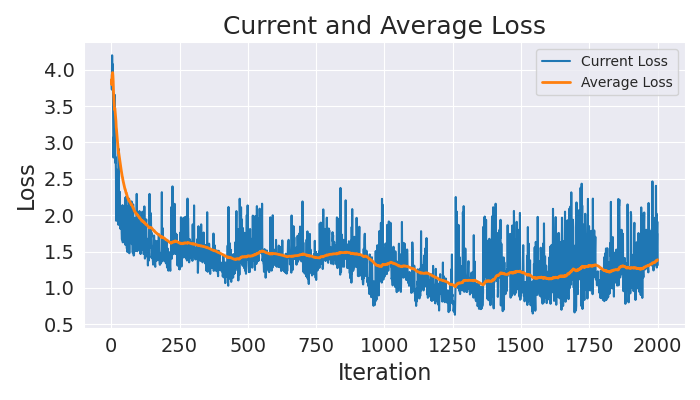 Current and Average Loss
Current Loss
Average Loss
4.0
3.5
3.0
2.5
2.0
1.5
1.0
0.5
Loss
0 250 500 750 1000 1250 1500 1750 2000
Iteration